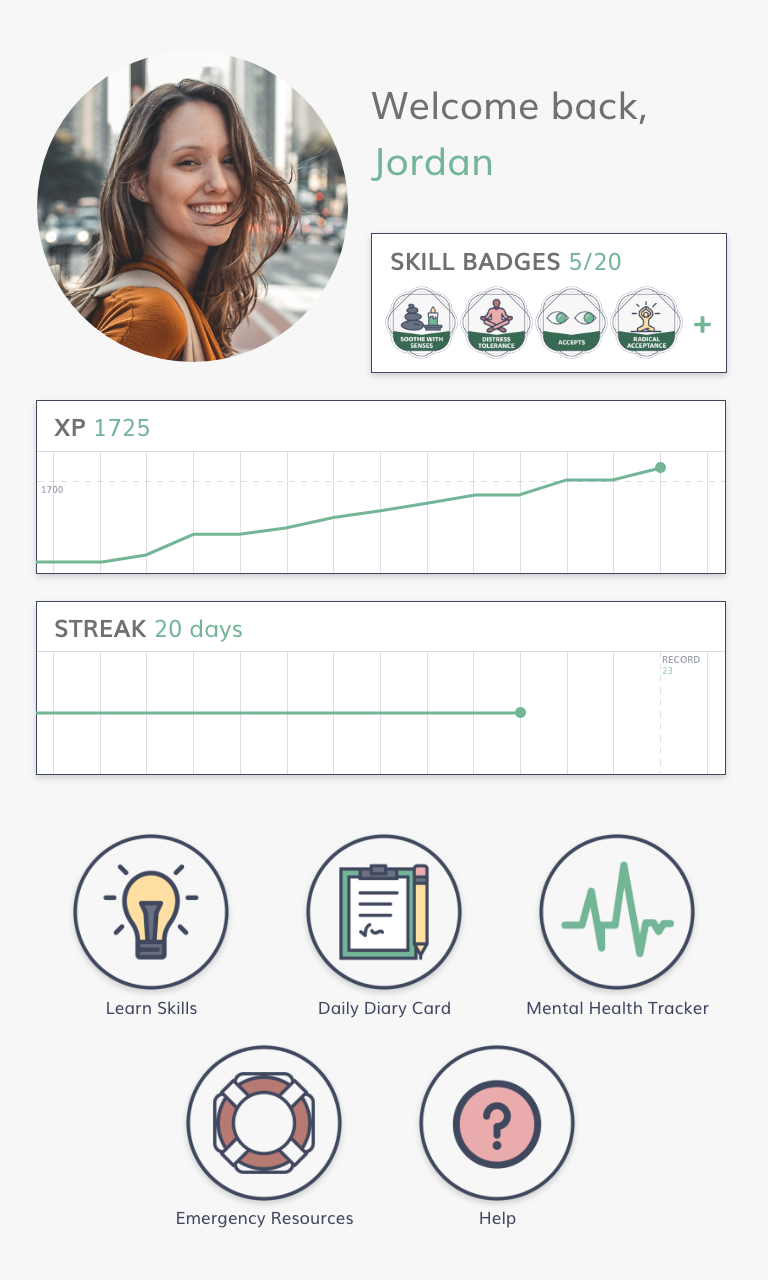 Welcome back,
Jordan
SKILL BADGES 5/20
SOOTHE WITH
SENSES
DISTRESS
TOLERANCE
ACCEPTS
RADICAL
ACCEPTANCE
+
XP 1725
1700
STREAK 20 days
RECORD
23
Learn Skills
Daily Diary Card
Mental Health Tracker
?
Emergency Resources
Help